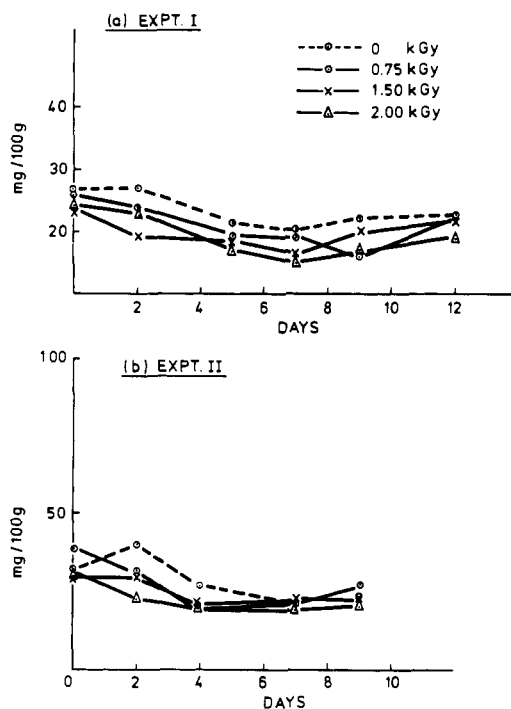 (a) EXPT. I
0 kGy
0.75 kGy
1.50 kGy
2.00 kGy
mg/100g
40
30
20
2 4 6 8 10 12
DAYS
(b) EXPT. II
100
mg/100g
50
0 2 4 6 8 10
DAYS